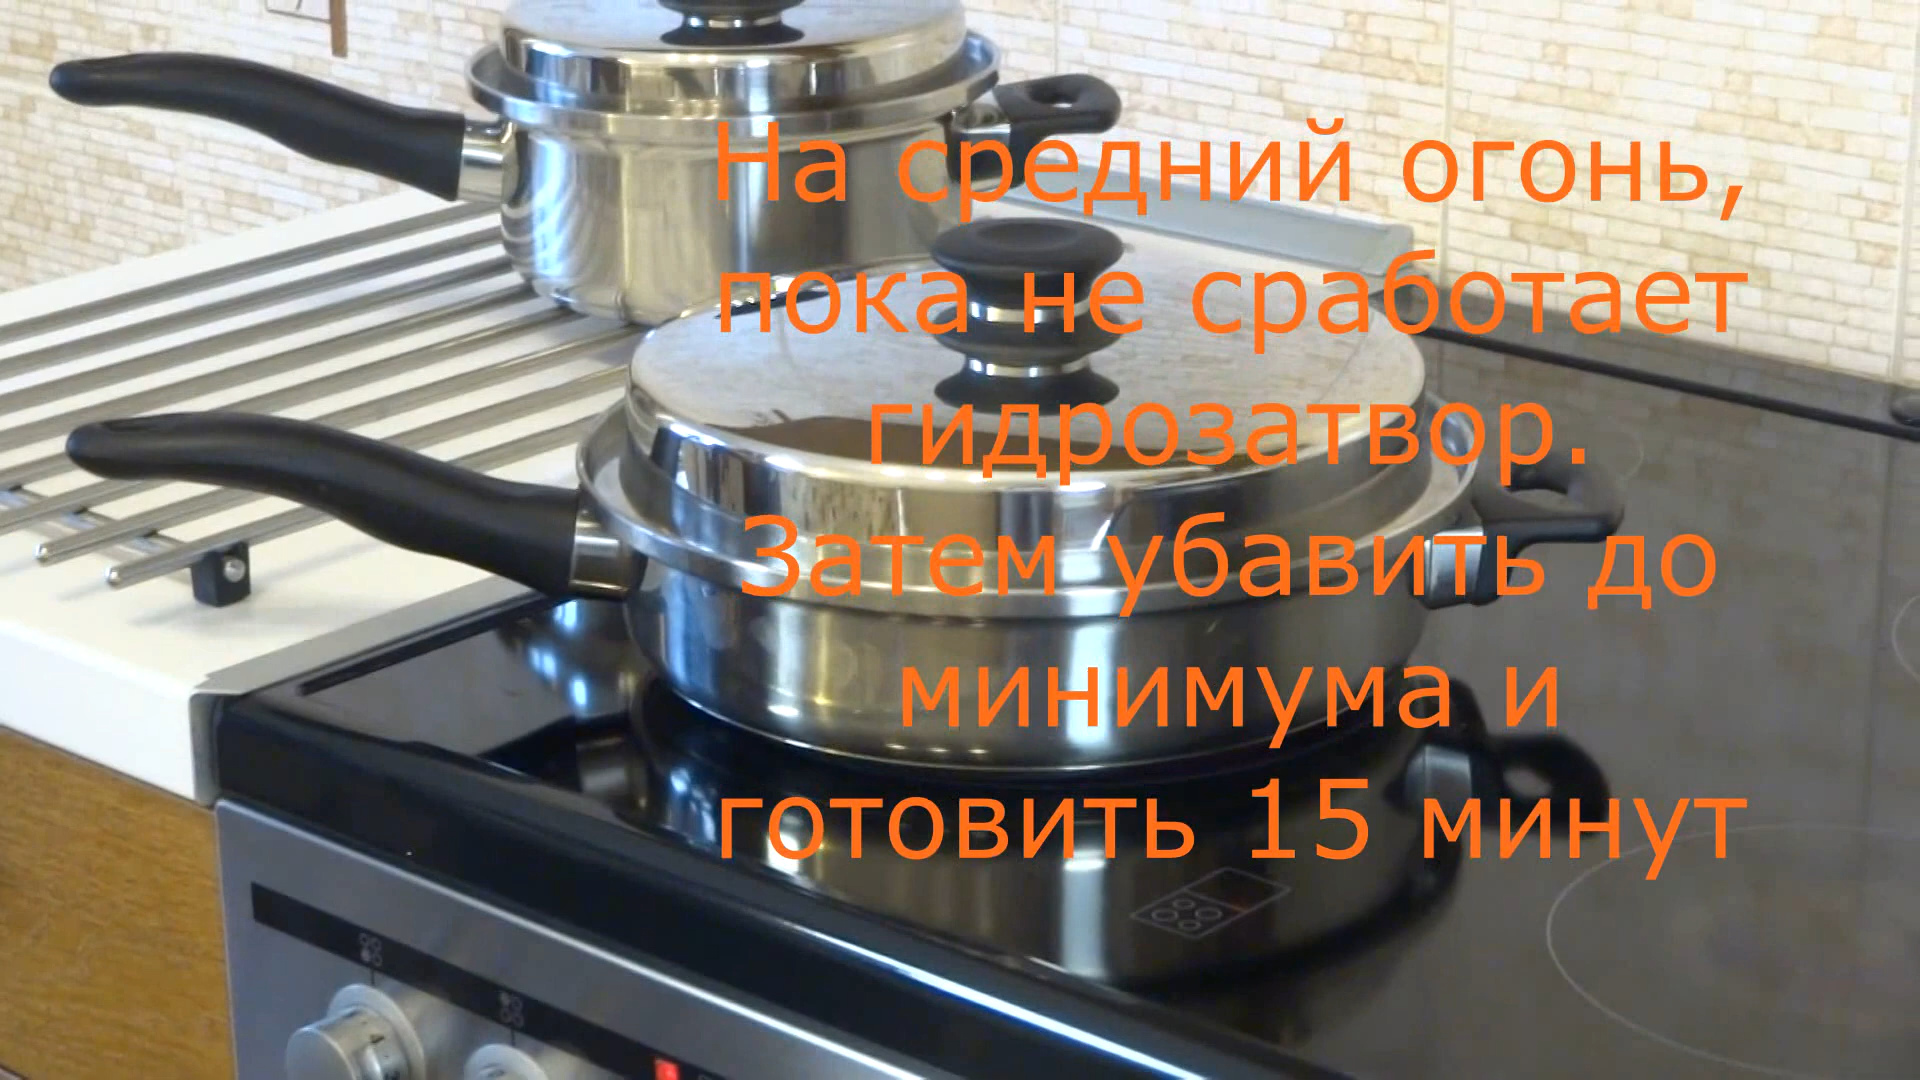 На средний огонь,
пока не сработает
гидрозатвор.
Затем убавить до
минимума и
готовить 15 минут